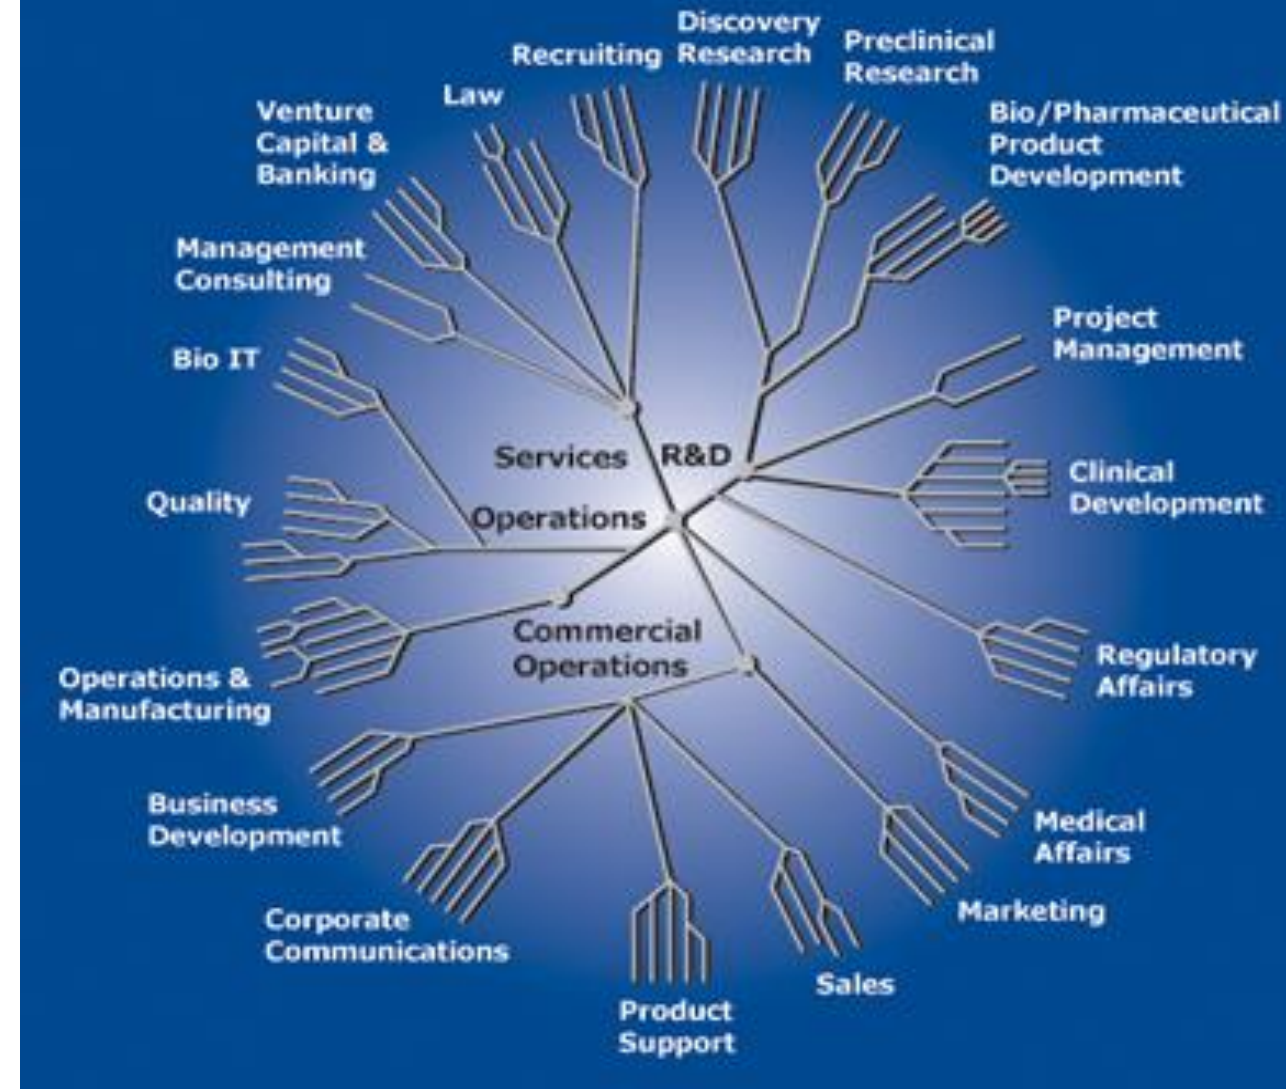 Discovery
Research
Recruiting
Preclinical
Research
Law
Venture
Capital &
Banking
Bio/Pharmaceutical
Product
Development
Management
Consulting
Project
Management
Bio IT
Services
R&D
Clinical
Development
Quality
Operations
Commercial
Operations
Regulatory
Affairs
Operations &
Manufacturing
Business
Development
Medical
Affairs
Marketing
Corporate
Communications
Sales
Product
Support